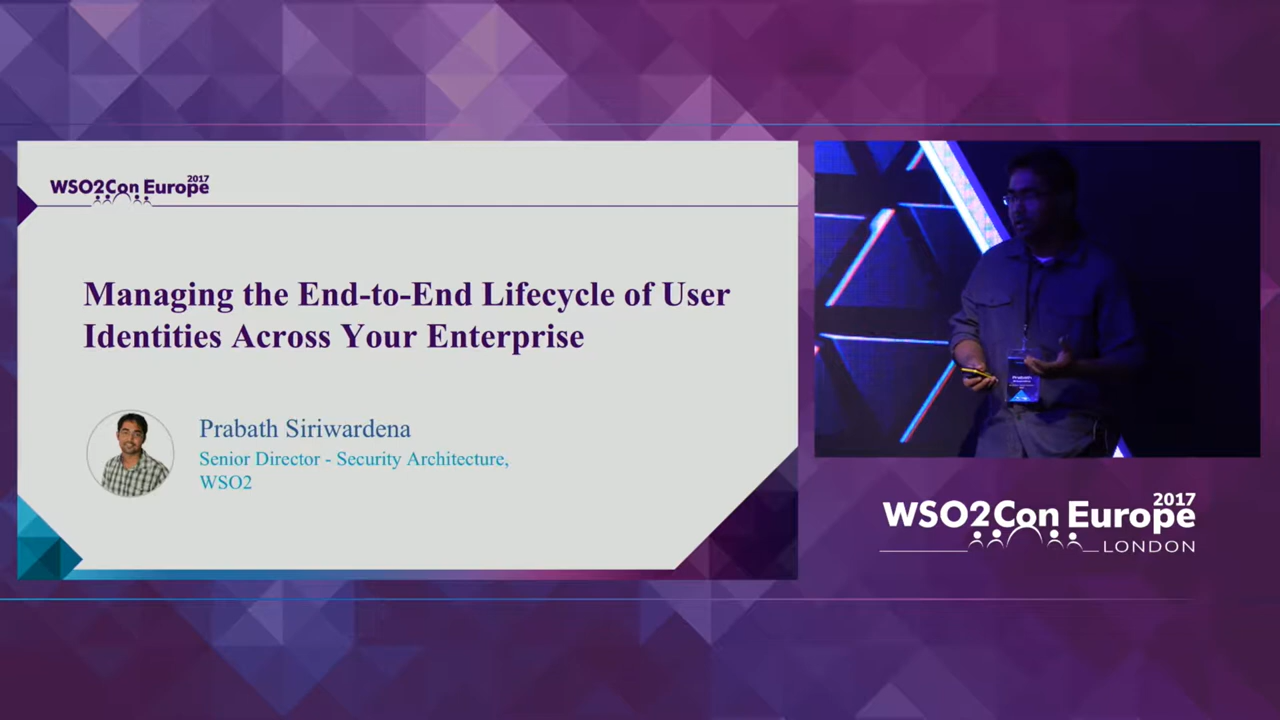 WSO2Con Europe 2017
Managing the End-to-End Lifecycle of User
Identities Across Your Enterprise
Prabath Siriwardena
Senior Director - Security Architecture,
WSO2
Prabath
WSO2Con Europe 2017
LONDON